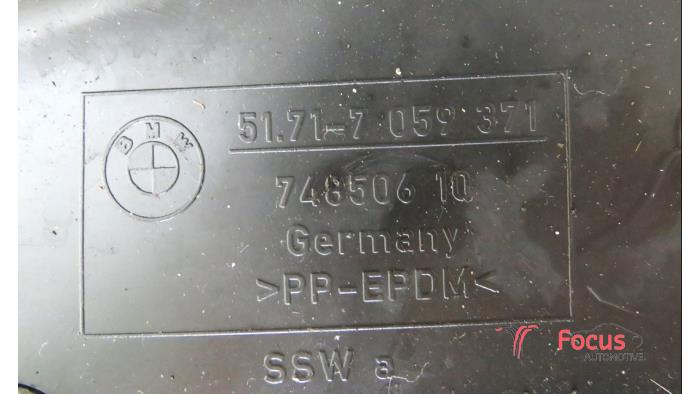 BMW
51.71-7 059 371
748506 10
Germany
>PP-EPDM<
SSW a
Focus
AUTOMOTIVE